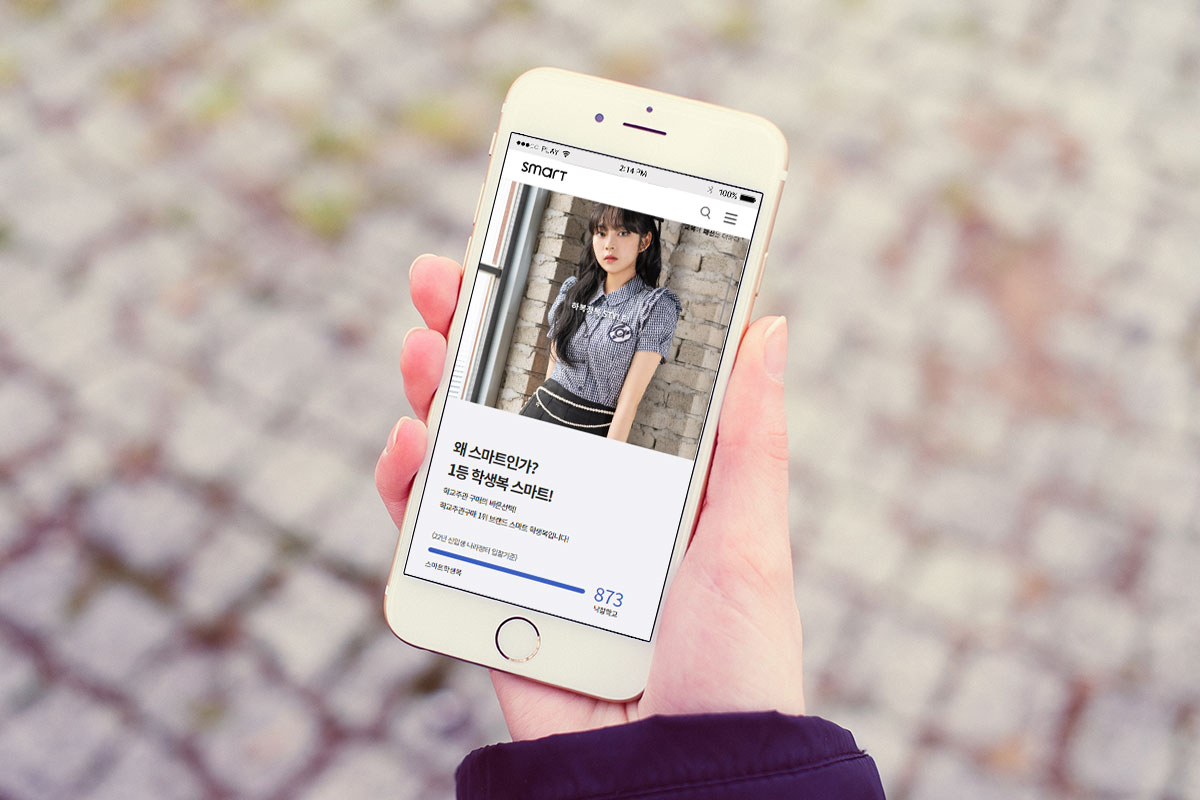 PLAY 2:14 PM 100%
smart
왜 스마트인가?
1등 학생복 스마트!
학교주관 구매의 바른선택!
학교주관구매 1위 브랜드 스마트 학생복입니다!
(22년 신입생 나라장터 입찰기준)
스마트학생복
873
낙찰학교